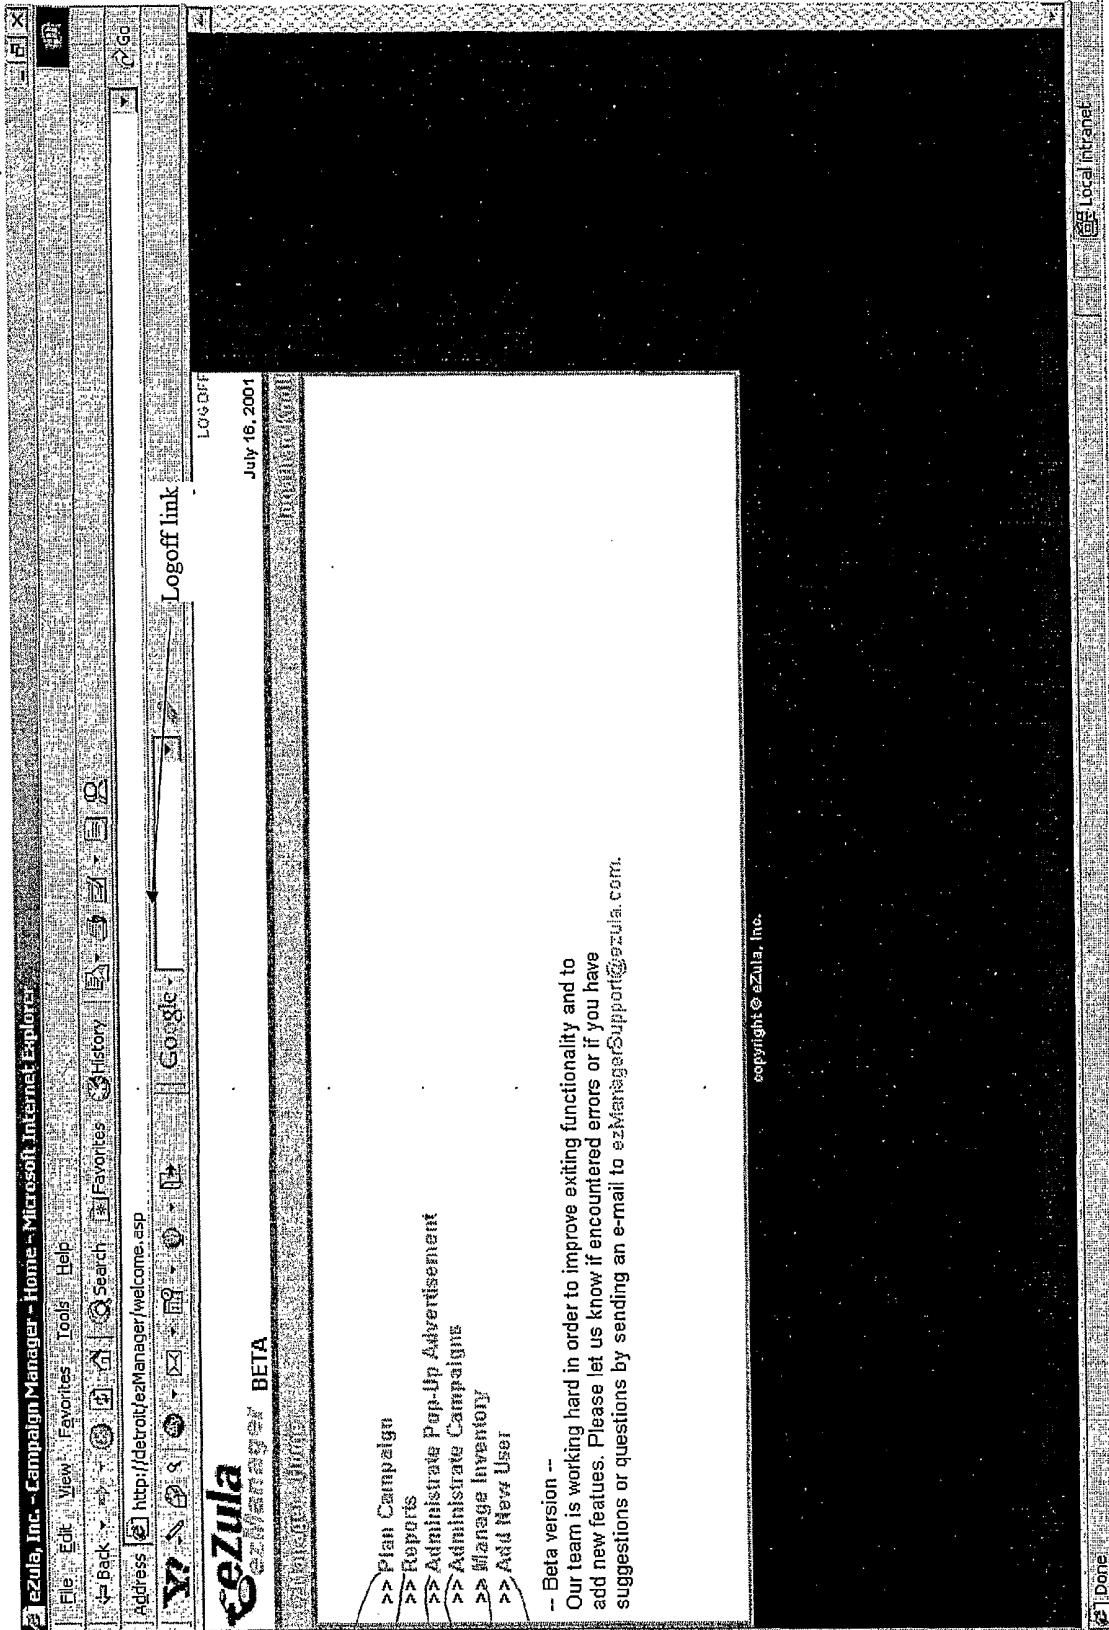 eZula, Inc. - Campaign Manager - Home - Microsoft Internet Explorer
File Edit View Favorites Tools Help
Back Search Favorites History
Address http://detroit/ezManager/welcome.asp Go
Y! Google
Logoff link
eZula
ezManager BETA
LOGOFF
July 16, 2001
>> Plan Campaign
>> Reports
>> Administrate Pop-Up Advertisement
>> Administrate Campaigns
>> Manage Inventory
>> Add New User
-- Beta version --
Our team is working hard in order to improve exiting functionality and to
add new features. Please let us know if encountered errors or if you have
suggestions or questions by sending an e-mail to ezManagerSupport@ezula.com.
copyright © eZula, Inc.
Done Local intranet